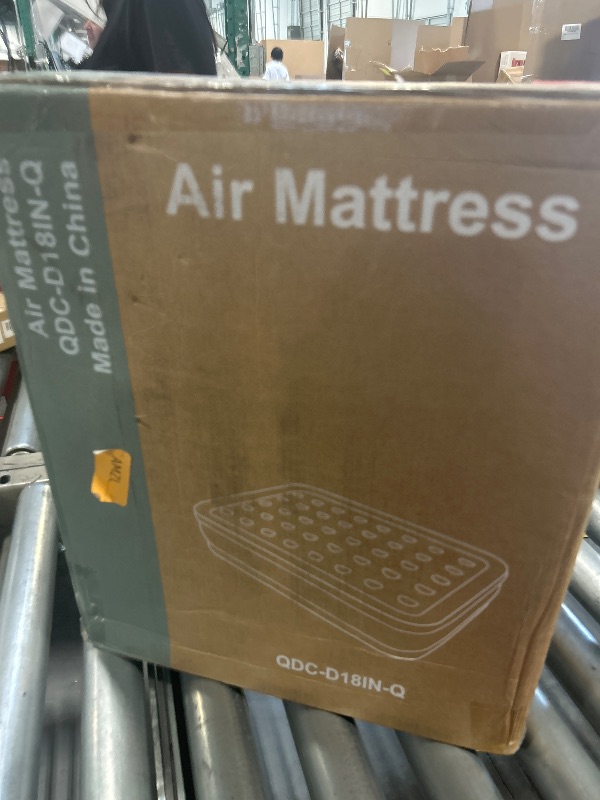 Air Mattress
Air Mattress
QDC-D18IN-Q
Made in China
QDC-D18IN-Q